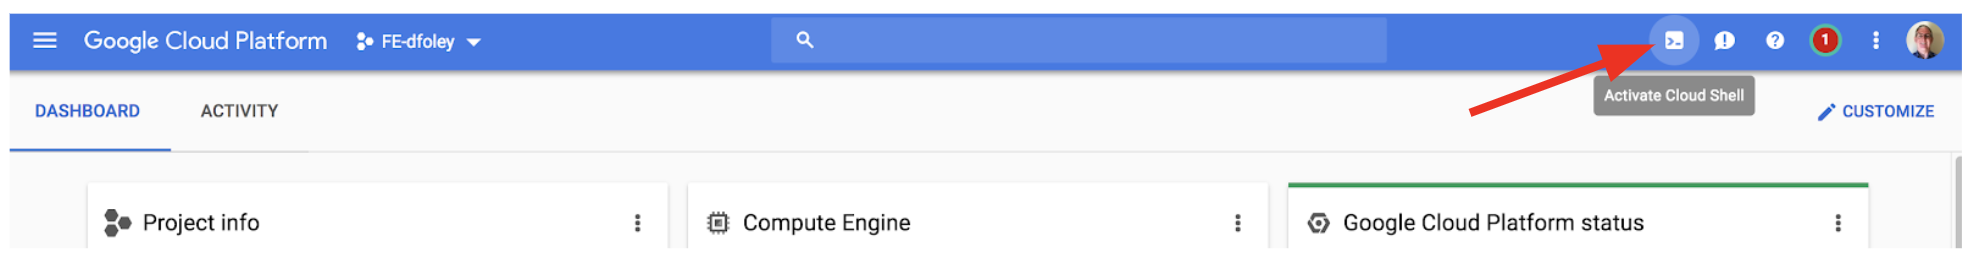 Google Cloud Platform
FE-dfoley
1
Activate Cloud Shell
DASHBOARD
ACTIVITY
CUSTOMIZE
Project info
Compute Engine
Google Cloud Platform status